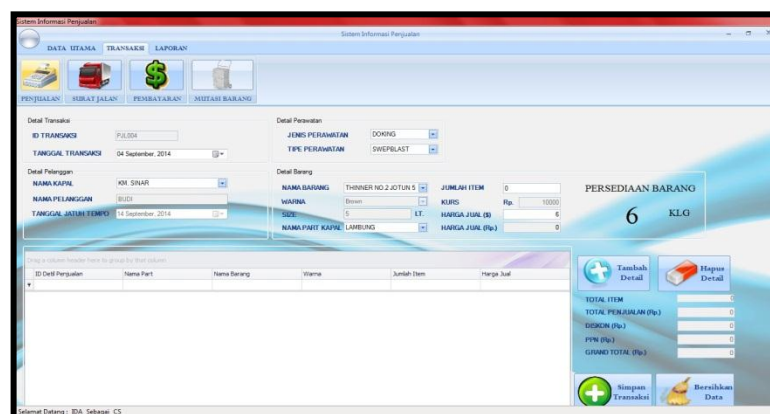 Sistem Informasi Penjualan
Sistem Informasi Penjualan
DATA UTAMA TRANSAKSI LAPORAN
PENJUALAN SURAT JALAN PEMBAYARAN MUTASI BARANG
Detail Transaksi
ID TRANSAKSI PJL004
TANGGAL TRANSAKSI 04 September, 2014
Detail Perawatan
JENIS PERAWATAN DOKING
TIPE PERAWATAN SWEPBLAST
Detail Pelanggan
NAMA KAPAL KM. SINAR
NAMA PELANGGAN BUDI
TANGGAL JATUH TEMPO 14 September, 2014
Detail Barang
NAMA BARANG THINNER NO.2 JOTUN 5 JUMLAH ITEM 0
WARNA Brown KURS Rp. 10000
SIZE 5 LT. HARGA JUAL ($) 6
NAMA PART KAPAL LAMBUNG HARGA JUAL (Rp.) 0
PERSEDIAAN BARANG
6 KLG
Drag a column header here to group by that column
ID Detil Penjualan Nama Part Nama Barang Warna Jumlah Item Harga Jual
Tambah Detail
Hapus Detail
TOTAL ITEM 0
TOTAL PENJUALAN (Rp.) 0
DISKON (Rp.) 0
PPN (Rp.) 0
GRAND TOTAL (Rp.) 0
Simpan Transaksi
Bersihkan Data
Selamat Datang : IDA Sebagai CS